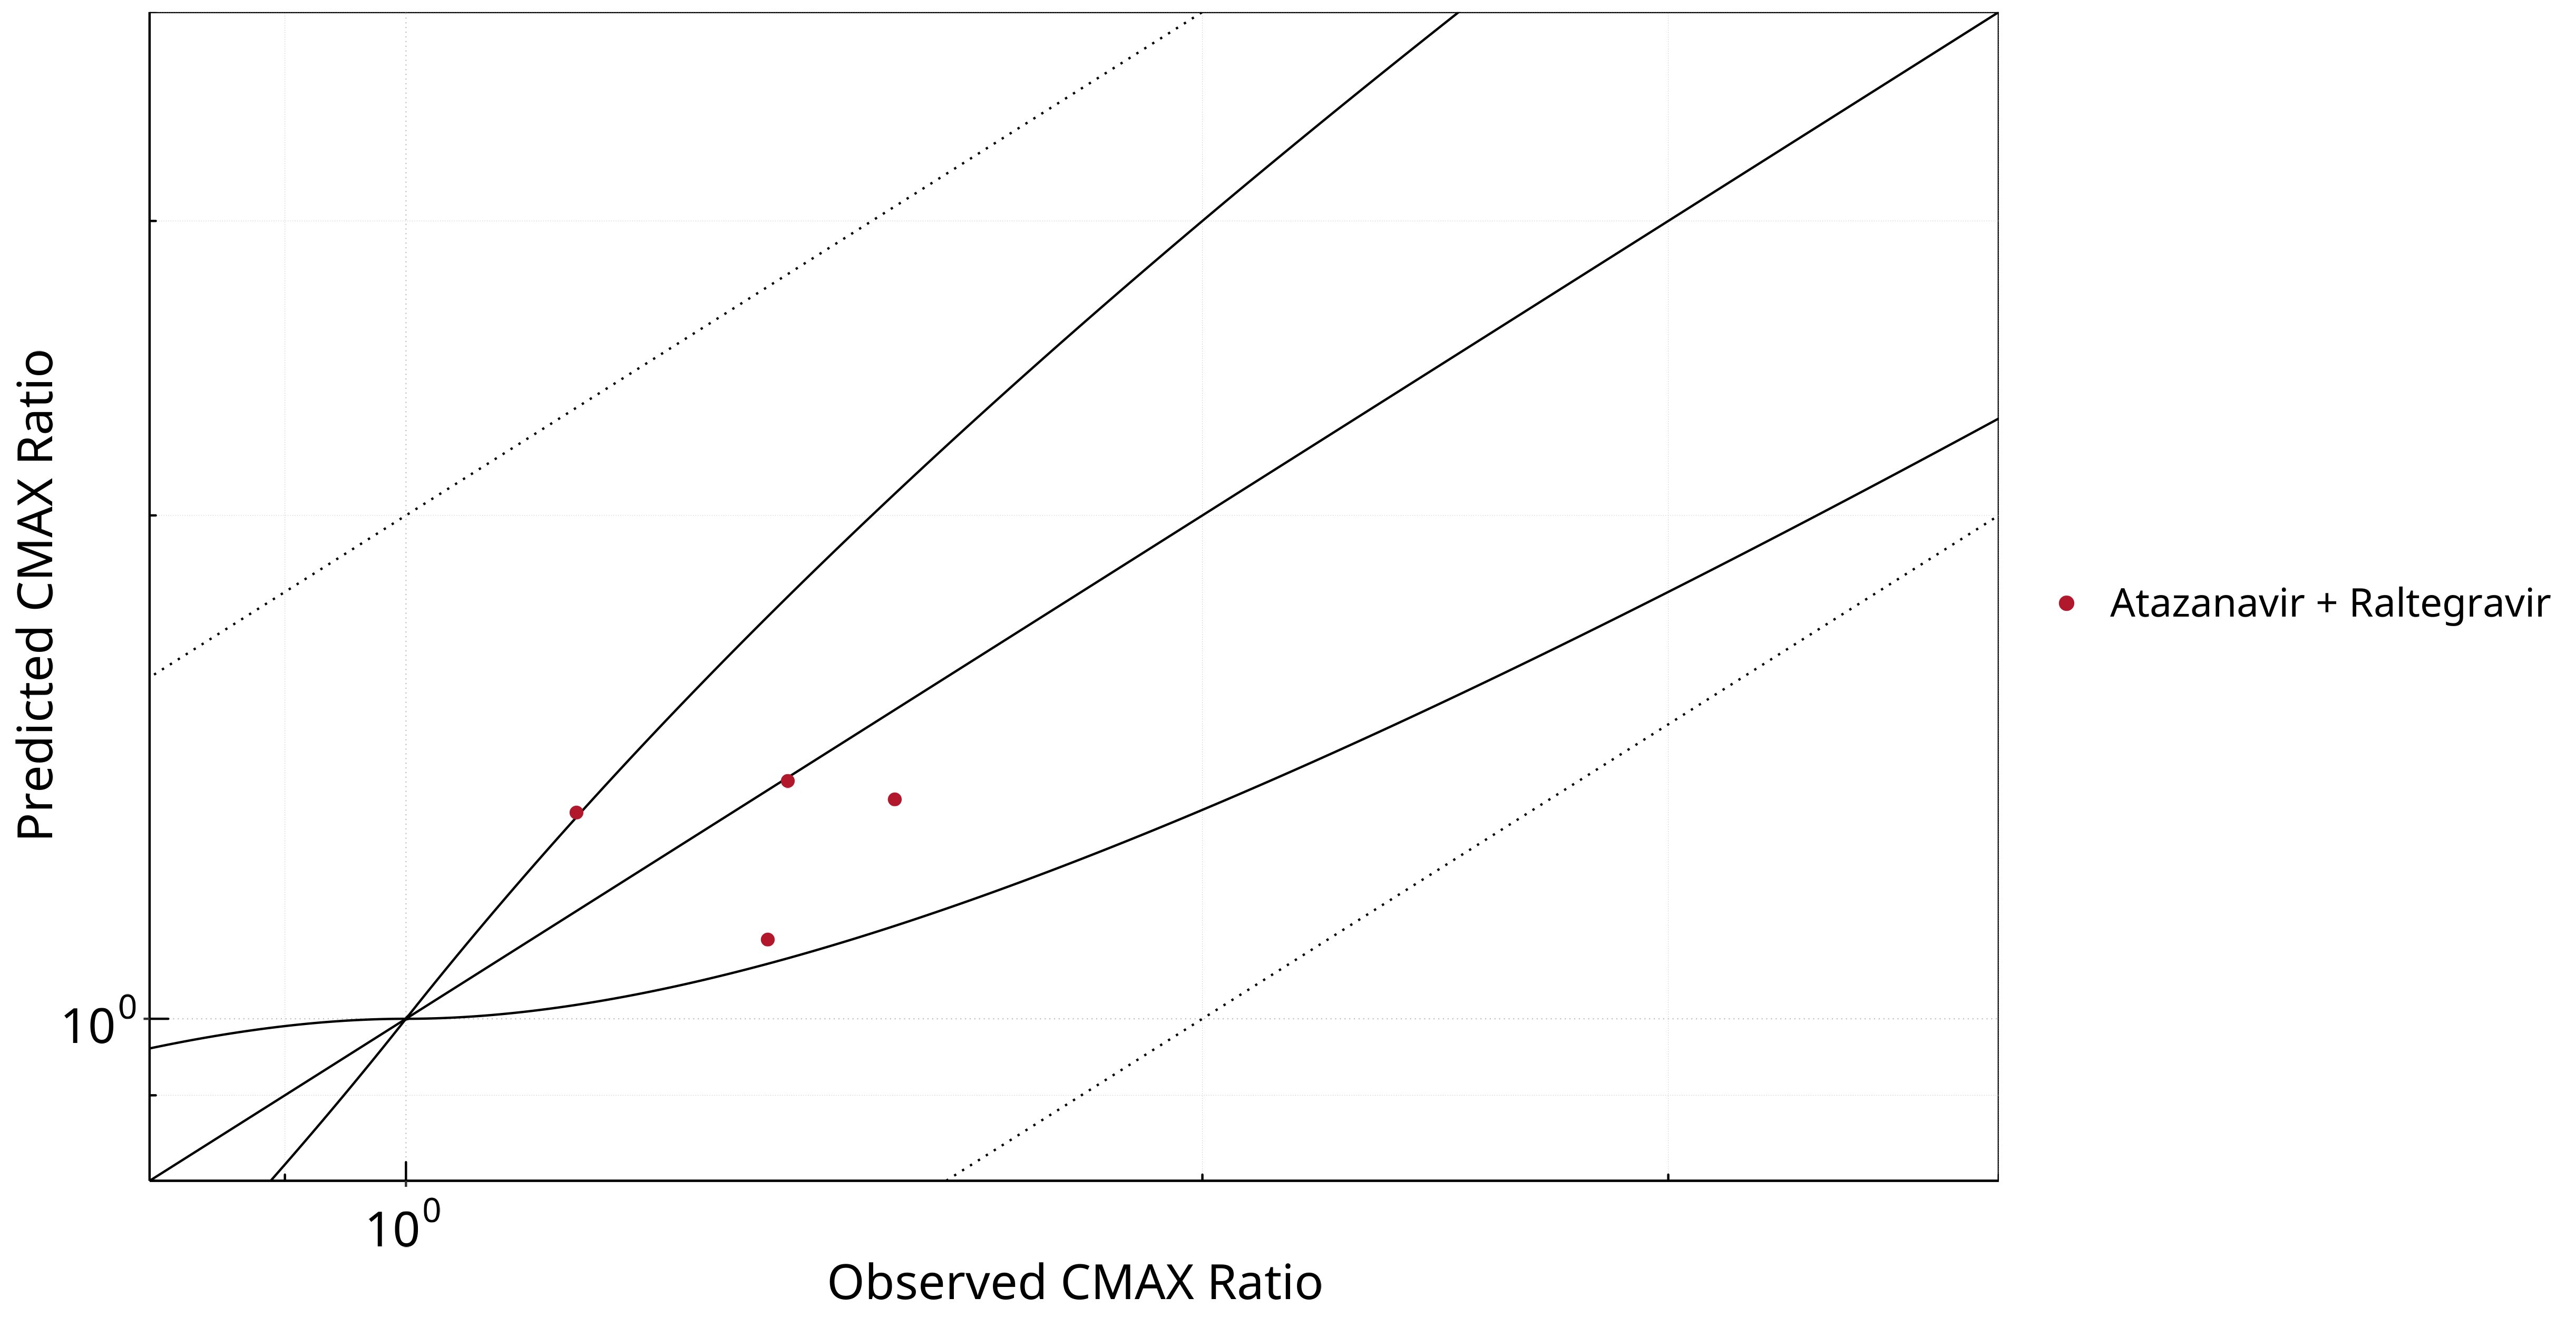 Predicted CMAX Ratio
10⁰
10⁰
Observed CMAX Ratio
Atazanavir + Raltegravir